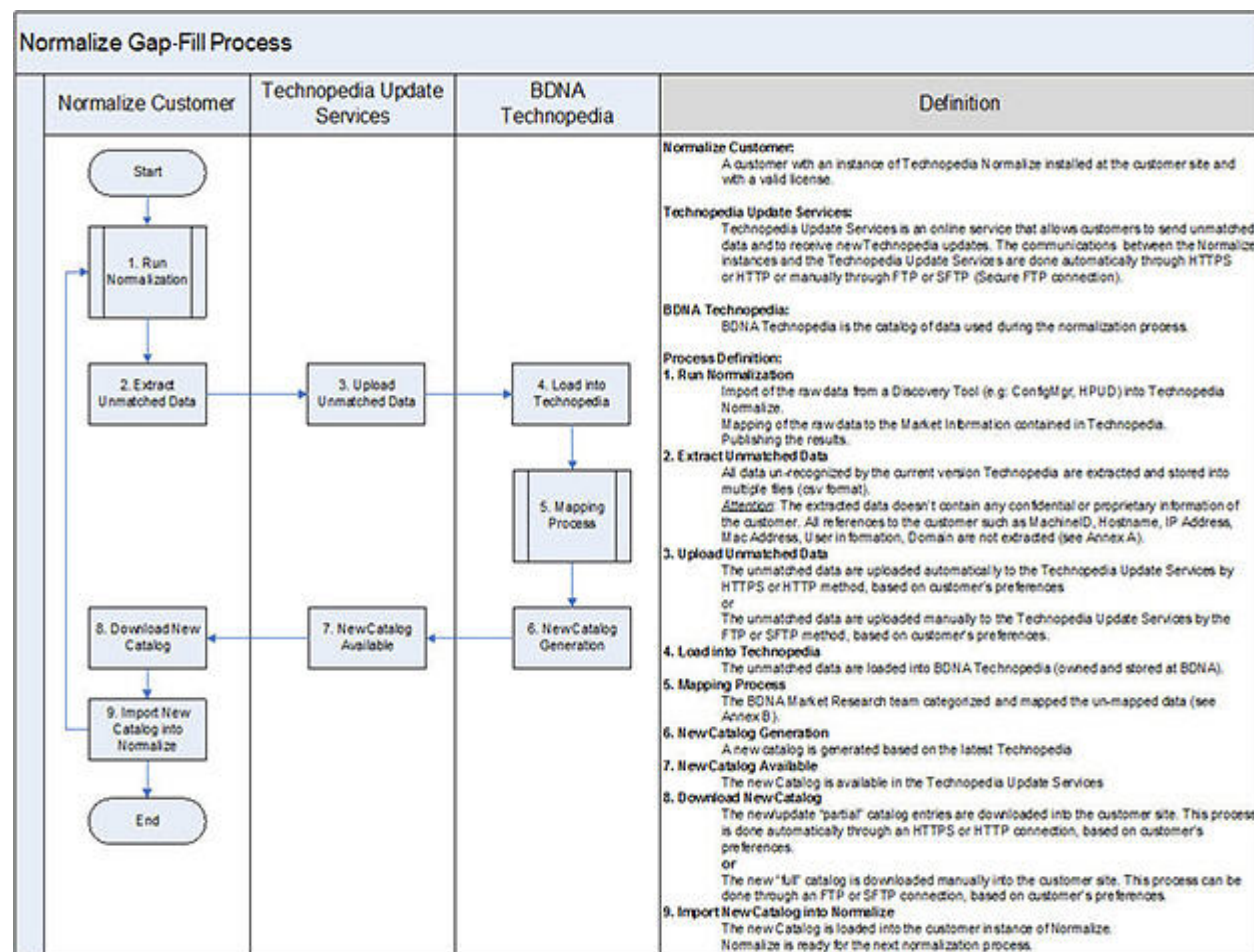 Normalize Gap-Fill Process
Normalize Customer
Technopedia Update
Services
BDNA
Technopedia
Definition
Start
1. Run
Normalization
2. Extract
Unmatched Data
3. Upload
Unmatched Data
4. Load into
Technopedia
5. Mapping
Process
6. New Catalog
Generation
7. New Catalog
Available
8. Download New
Catalog
9. Import New
Catalog into
Normalize
End
Normalize Customer:
A customer with an instance of Technopedia Normalize installed at the customer site and
with a valid license.
Technopedia Update Services:
Technopedia Update Services is an online service that allows customers to send unmatched
data and to receive new Technopedia updates. The communications between the Normalize
instances and the Technopedia Update Services are done automatically through HTTPS
or HTTP or manually through FTP or SFTP (Secure FTP connection).
BDNA Technopedia:
BDNA Technopedia is the catalog of data used during the normalization process.
Process Definition:
1. Run Normalization
Import of the raw data from a Discovery Tool (e.g: ConfigMgr, HPUD) into Technopedia
Normalize.
Mapping of the raw data to the Market Information contained in Technopedia.
Publishing the results.
2. Extract Unmatched Data
All data un-recognized by the current version Technopedia are extracted and stored into
multiple files (csv format).
Attention: The extracted data doesn't contain any confidential or proprietary information of
the customer. All references to the customer such as MachineID, Hostname, IP Address,
Mac Address, User information, Domain are not extracted (see Annex A).
3. Upload Unmatched Data
The unmatched data are uploaded automatically to the Technopedia Update Services by
HTTPS or HTTP method, based on customer's preferences
or
The unmatched data are uploaded manually to the Technopedia Update Services by the
FTP or SFTP method, based on customer's preferences.
4. Load into Technopedia
The unmatched data are loaded into BDNA Technopedia (owned and stored at BDNA).
5. Mapping Process
The BDNA Market Research team categorized and mapped the un-mapped data (see
Annex B).
6. New Catalog Generation
A new catalog is generated based on the latest Technopedia
7. New Catalog Available
The new Catalog is available in the Technopedia Update Services
8. Download New Catalog
The new/update "partial" catalog entries are downloaded into the customer site. This process
is done automatically through an HTTPS or HTTP connection, based on customer's
preferences.
or
The new "full" catalog is downloaded manually into the customer site. This process can be
done through an FTP or SFTP connection, based on customer's preferences.
9. Import New Catalog into Normalize
The new Catalog is loaded into the customer instance of Normalize.
Normalize is ready for the next normalization process.